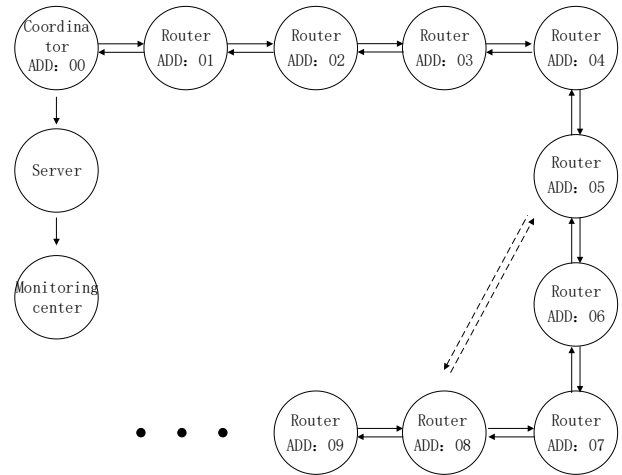 Coordina
tor
ADD: 00
Router
ADD: 01
Router
ADD: 02
Router
ADD: 03
Router
ADD: 04
Server
Router
ADD: 05
Monitoring
center
Router
ADD: 06
Router
ADD: 09
Router
ADD: 08
Router
ADD: 07